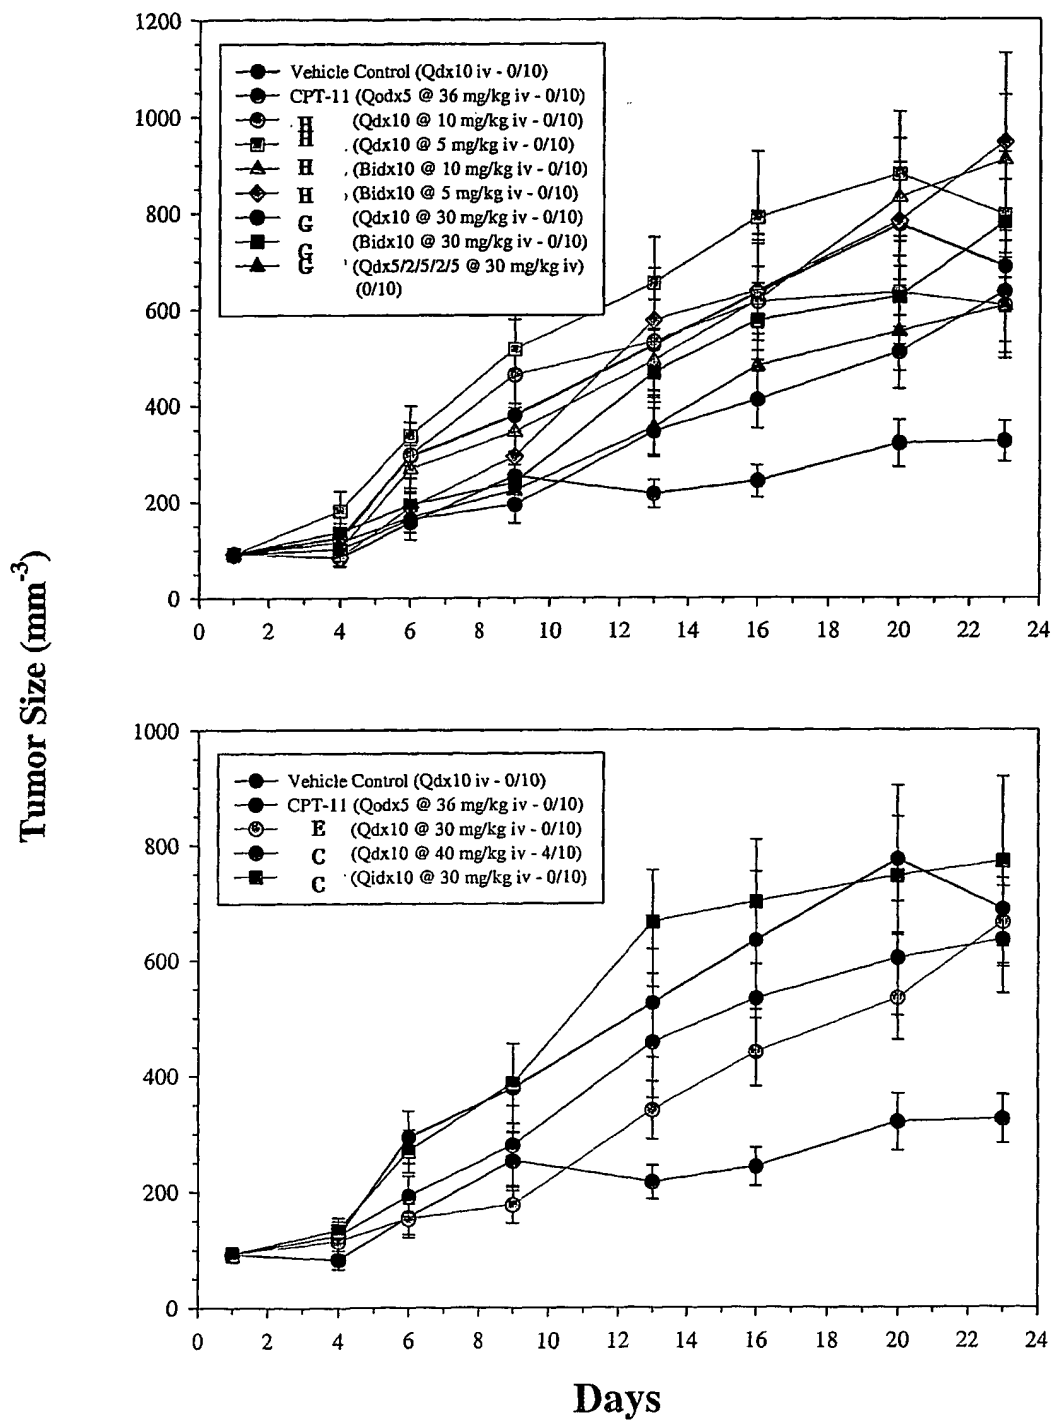 1200
1000
800
600
400
200
0
Vehicle Control (Qdx10 iv - 0/10)
CPT-11 (Qodx5 @ 36 mg/kg iv - 0/10)
H (Qdx10 @ 10 mg/kg iv - 0/10)
H (Qdx10 @ 5 mg/kg iv - 0/10)
H (Bidx10 @ 10 mg/kg iv - 0/10)
H (Bidx10 @ 5 mg/kg iv - 0/10)
G (Qdx10 @ 30 mg/kg iv - 0/10)
G (Bidx10 @ 30 mg/kg iv - 0/10)
G (Qdx5/2/5/2/5 @ 30 mg/kg iv)
(0/10)
0 2 4 6 8 10 12 14 16 18 20 22 24
Tumor Size (mm-3)
1000
800
600
400
200
0
Vehicle Control (Qdx10 iv - 0/10)
CPT-11 (Qodx5 @ 36 mg/kg iv - 0/10)
E (Qdx10 @ 30 mg/kg iv - 0/10)
C (Qdx10 @ 40 mg/kg iv - 4/10)
C (Qidx10 @ 30 mg/kg iv - 0/10)
0 2 4 6 8 10 12 14 16 18 20 22 24
Days